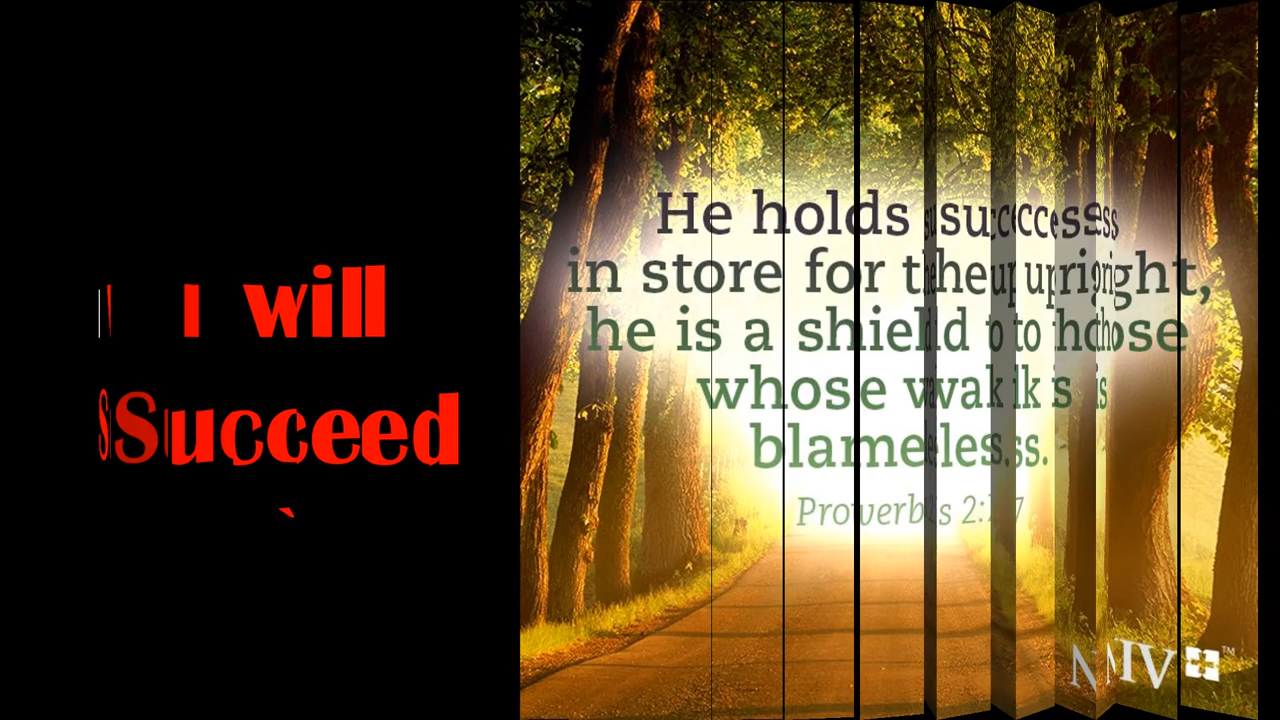 I will
Succeed
`
He holds success
in store for the upright,
he is a shield to those
whose walk is
blameless.
Proverbs 2:7
NIV